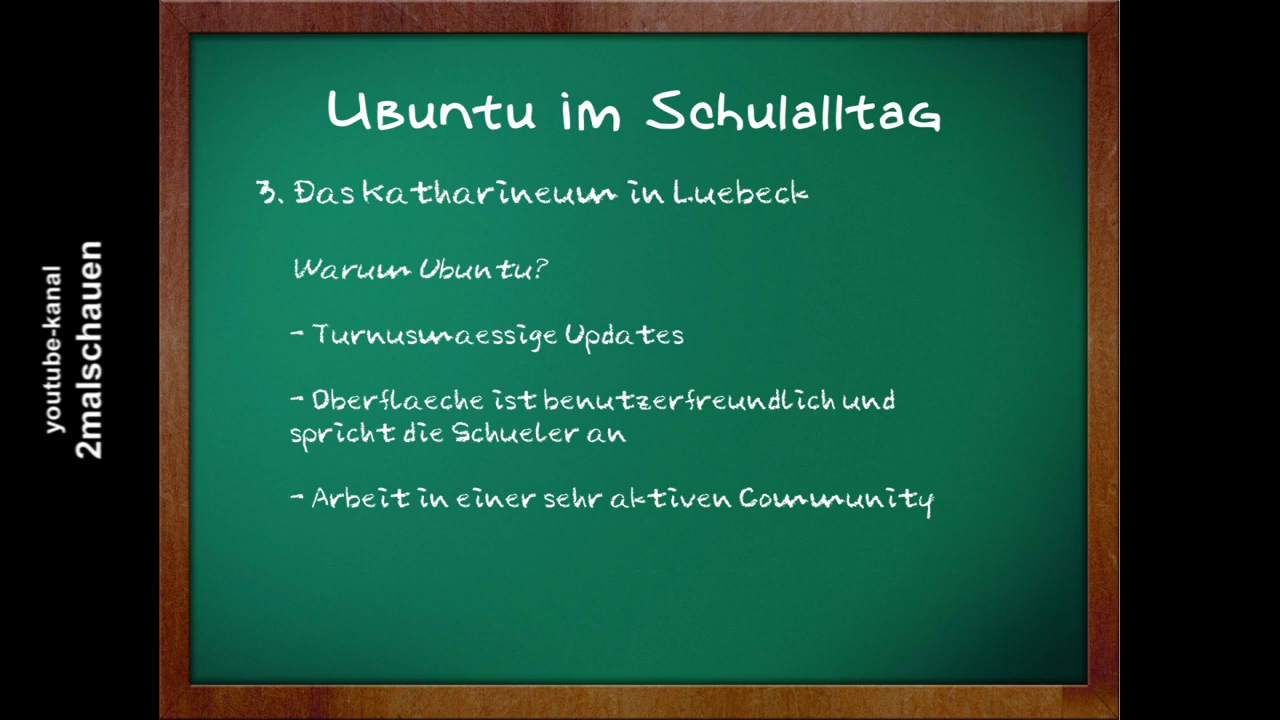 Ubuntu im Schulalltag
3. Das Katharineum in Luebeck
Warum Ubuntu?
- Turnusmaessige Updates
- Oberflaeche ist benutzerfreundlich und
spricht die Schueler an
- Arbeit in einer sehr aktiven Community
youtube-kanal
2malschauen